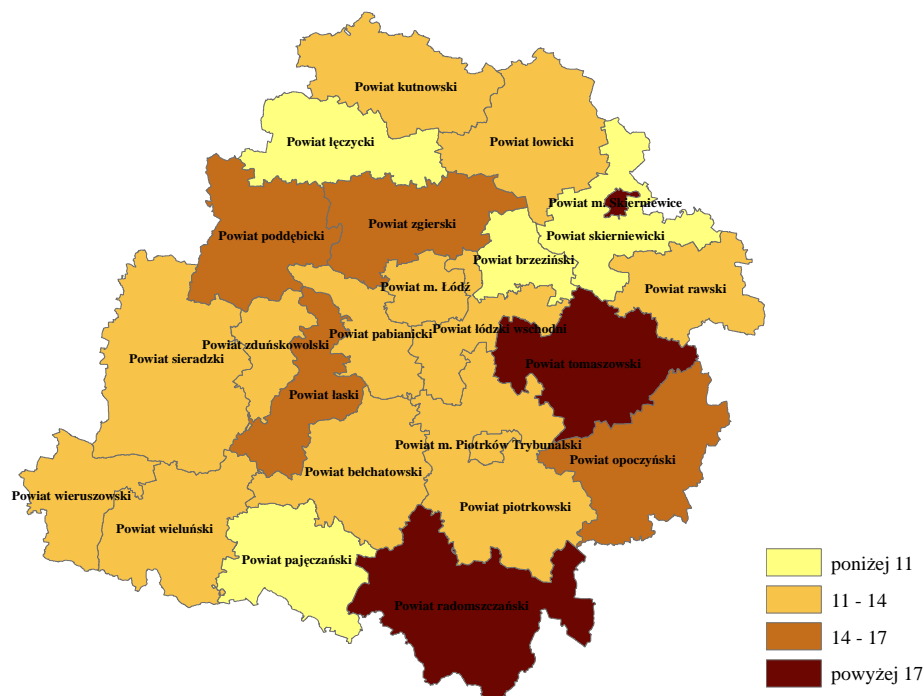 Powiat kutnowski
Powiat łęczycki
Powiat łowicki
Powiat m. Skierniewice
Powiat poddębicki
Powiat zgierski
Powiat skierniewicki
Powiat brzeziński
Powiat m. Łódź
Powiat rawski
Powiat łódzki wschodni
Powiat pabianicki
Powiat zduńskowolski
Powiat sieradzki
Powiat tomaszowski
Powiat łaski
Powiat m. Piotrków Trybunalski
Powiat opoczyński
Powiat bełchatowski
Powiat wieruszowski
Powiat piotrkowski
Powiat wieluński
Powiat pajęczański
Powiat radomszczański
poniżej 11
11 - 14
14 - 17
powyżej 17